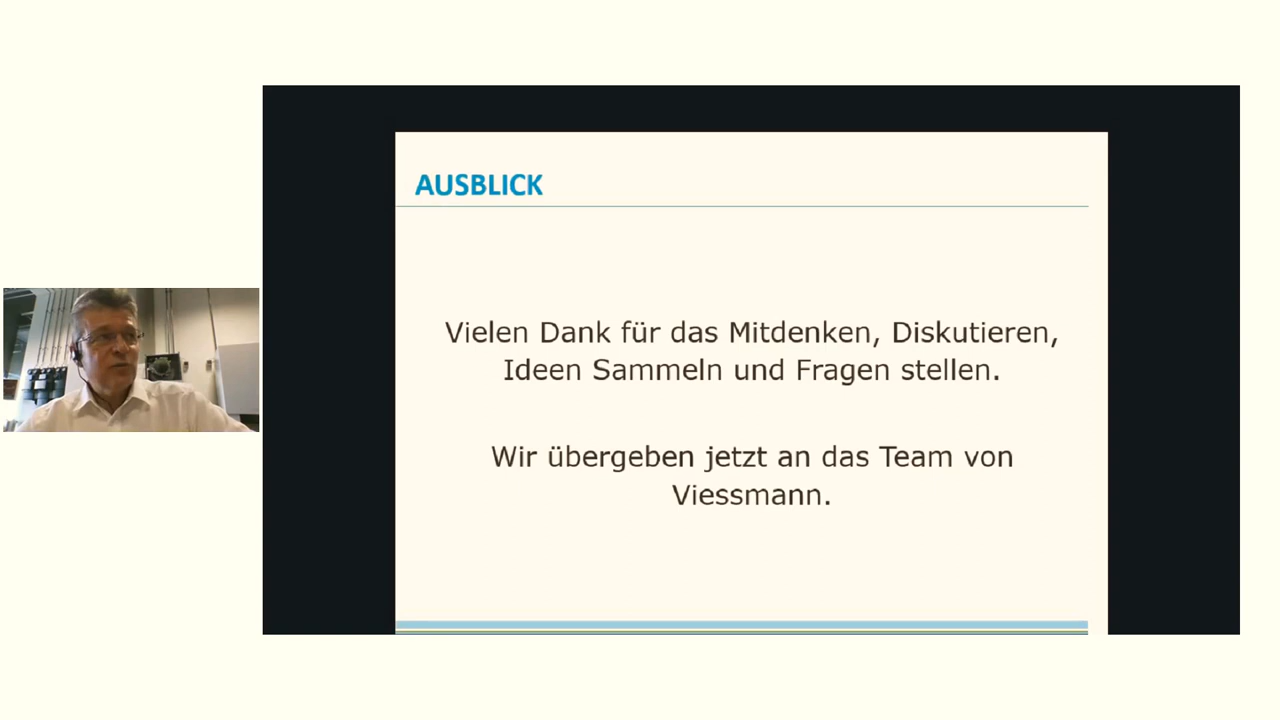 AUSBLICK
Vielen Dank für das Mitdenken, Diskutieren,
Ideen Sammeln und Fragen stellen.
Wir übergeben jetzt an das Team von
Viessmann.